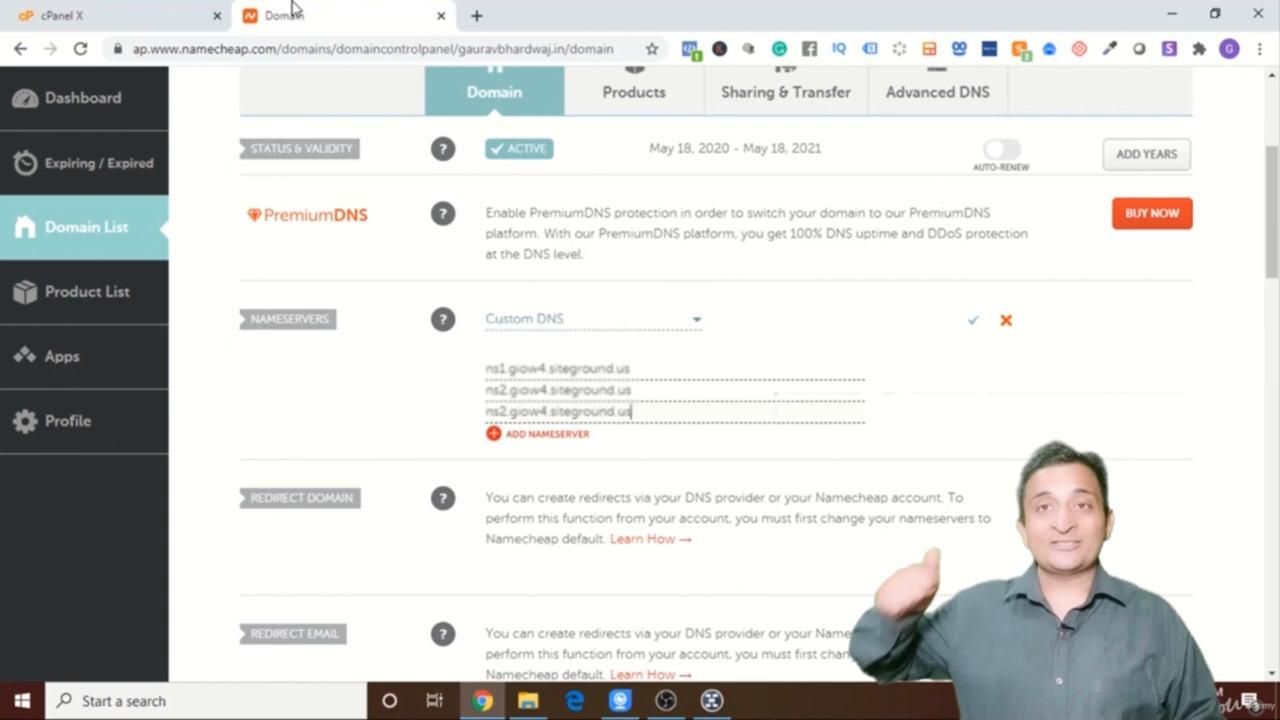 cPanel X
Domain
ap.www.namecheap.com/domains/domaincontrolpanel/gauravbhardwaj.in/domain
Dashboard
Expiring / Expired
Domain List
Product List
Apps
Profile
Domain
Products
Sharing & Transfer
Advanced DNS
STATUS & VALIDITY
?
ACTIVE
May 18, 2020 - May 18, 2021
AUTO-RENEW
ADD YEARS
PremiumDNS
?
Enable PremiumDNS protection in order to switch your domain to our PremiumDNS
platform. With our PremiumDNS platform, you get 100% DNS uptime and DDoS protection
at the DNS level.
BUY NOW
NAMESERVERS
?
Custom DNS
ns1.giow4.siteground.us
ns2.giow4.siteground.us
ns2.giow4.siteground.us
ADD NAMESERVER
REDIRECT DOMAIN
?
You can create redirects via your DNS provider or your Namecheap account. To
perform this function from your account, you must first change your nameservers to
Namecheap default. Learn How →
REDIRECT EMAIL
?
You can create redirects via your DNS provider or your Name
perform this function from your account, you must first chan
Namecheap default. Learn How →
Start a search